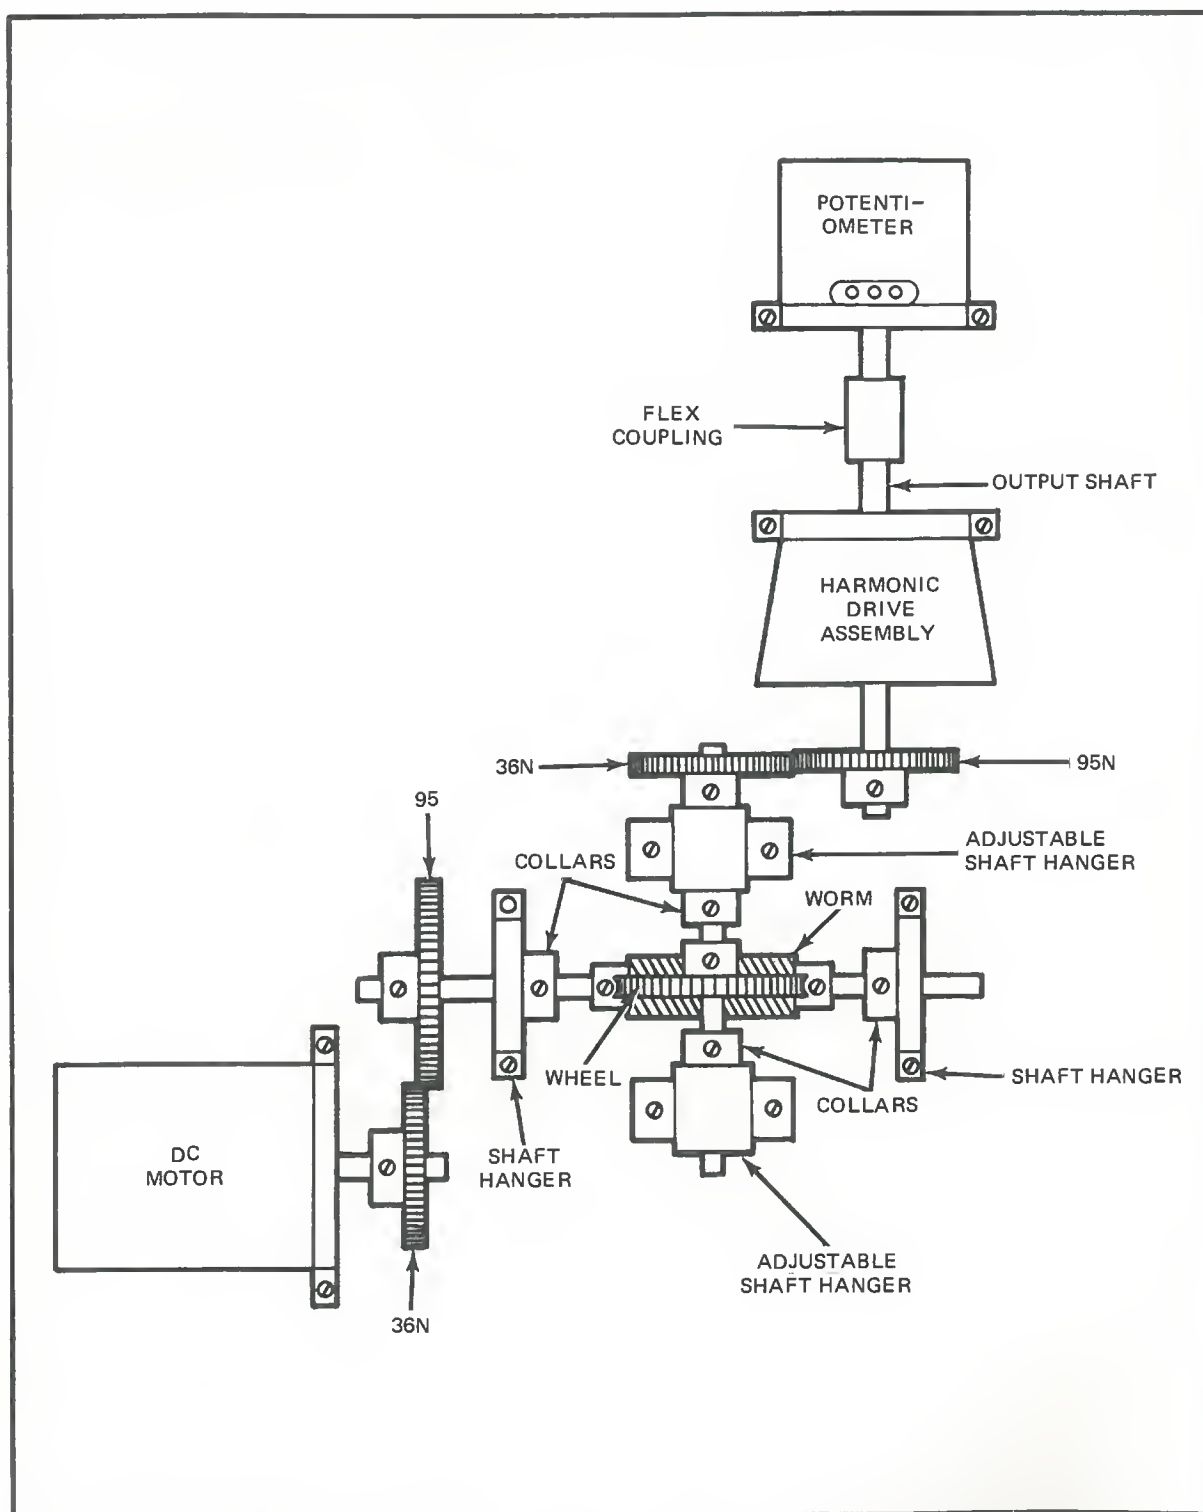 POTENTI-
OMETER
FLEX
COUPLING
OUTPUT SHAFT
HARMONIC
DRIVE
ASSEMBLY
36N
95N
95
ADJUSTABLE
SHAFT HANGER
COLLARS
WORM
WHEEL
COLLARS
SHAFT HANGER
SHAFT
HANGER
DC
MOTOR
ADJUSTABLE
SHAFT HANGER
36N